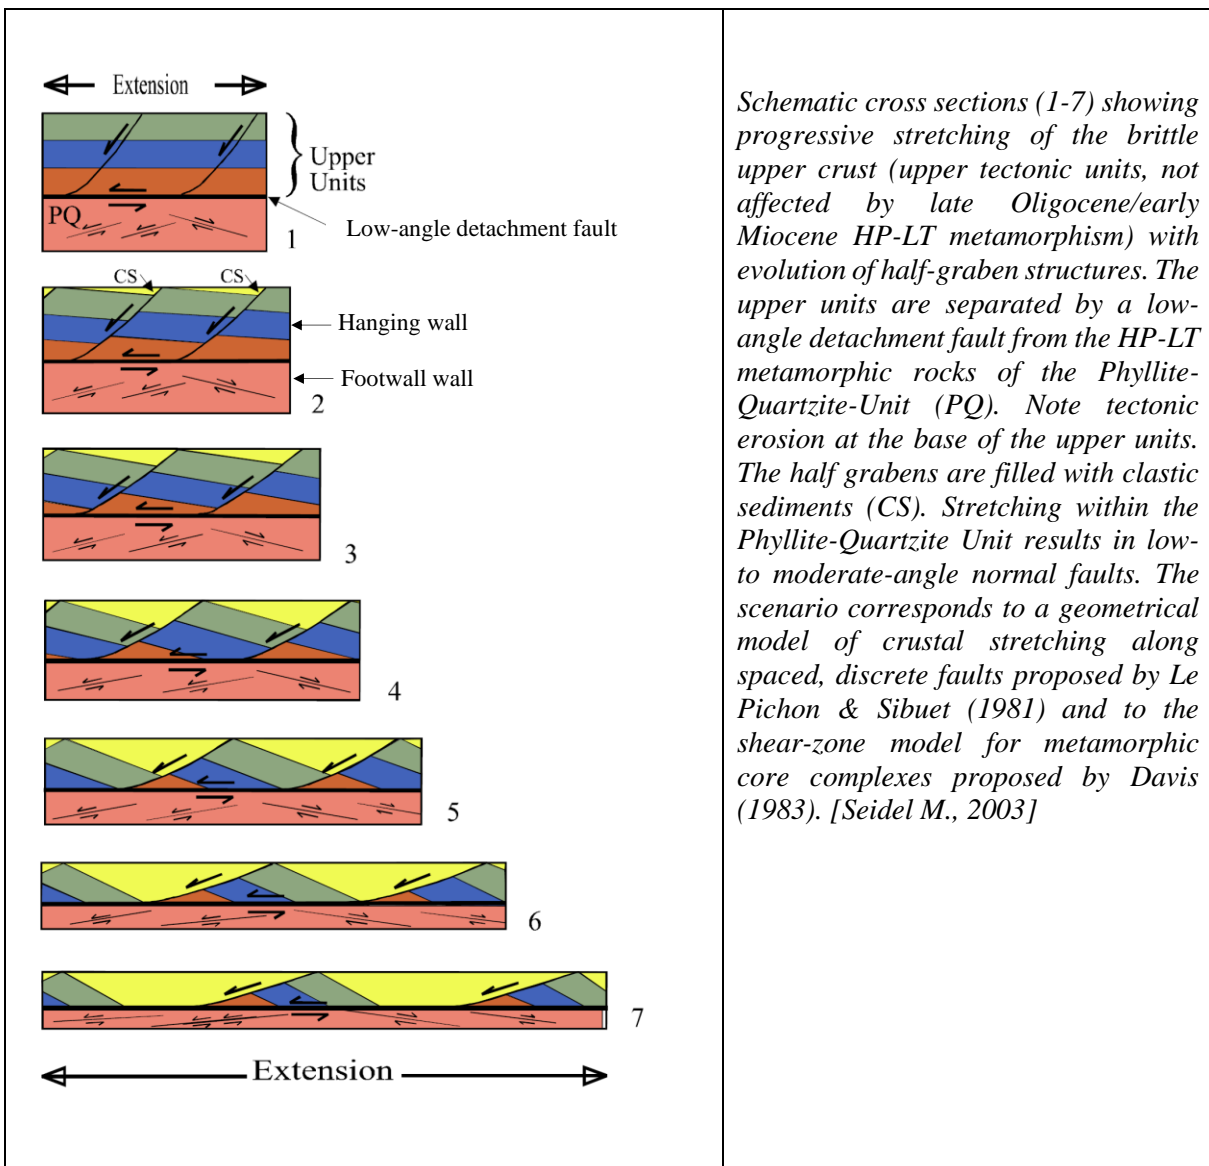 Extension
Upper
Units
PQ
Low-angle detachment fault
1
CS
CS
Hanging wall
Footwall wall
2
3
4
5
6
7
Extension
Schematic cross sections (1-7) showing
progressive stretching of the brittle
upper crust (upper tectonic units, not
affected by late Oligocene/early
Miocene HP-LT metamorphism) with
evolution of half-graben structures. The
upper units are separated by a low-
angle detachment fault from the HP-LT
metamorphic rocks of the Phyllite-
Quartzite-Unit (PQ). Note tectonic
erosion at the base of the upper units.
The half grabens are filled with clastic
sediments (CS). Stretching within the
Phyllite-Quartzite Unit results in low-
to moderate-angle normal faults. The
scenario corresponds to a geometrical
model of crustal stretching along
spaced, discrete faults proposed by Le
Pichon & Sibuet (1981) and to the
shear-zone model for metamorphic
core complexes proposed by Davis
(1983). [Seidel M., 2003]